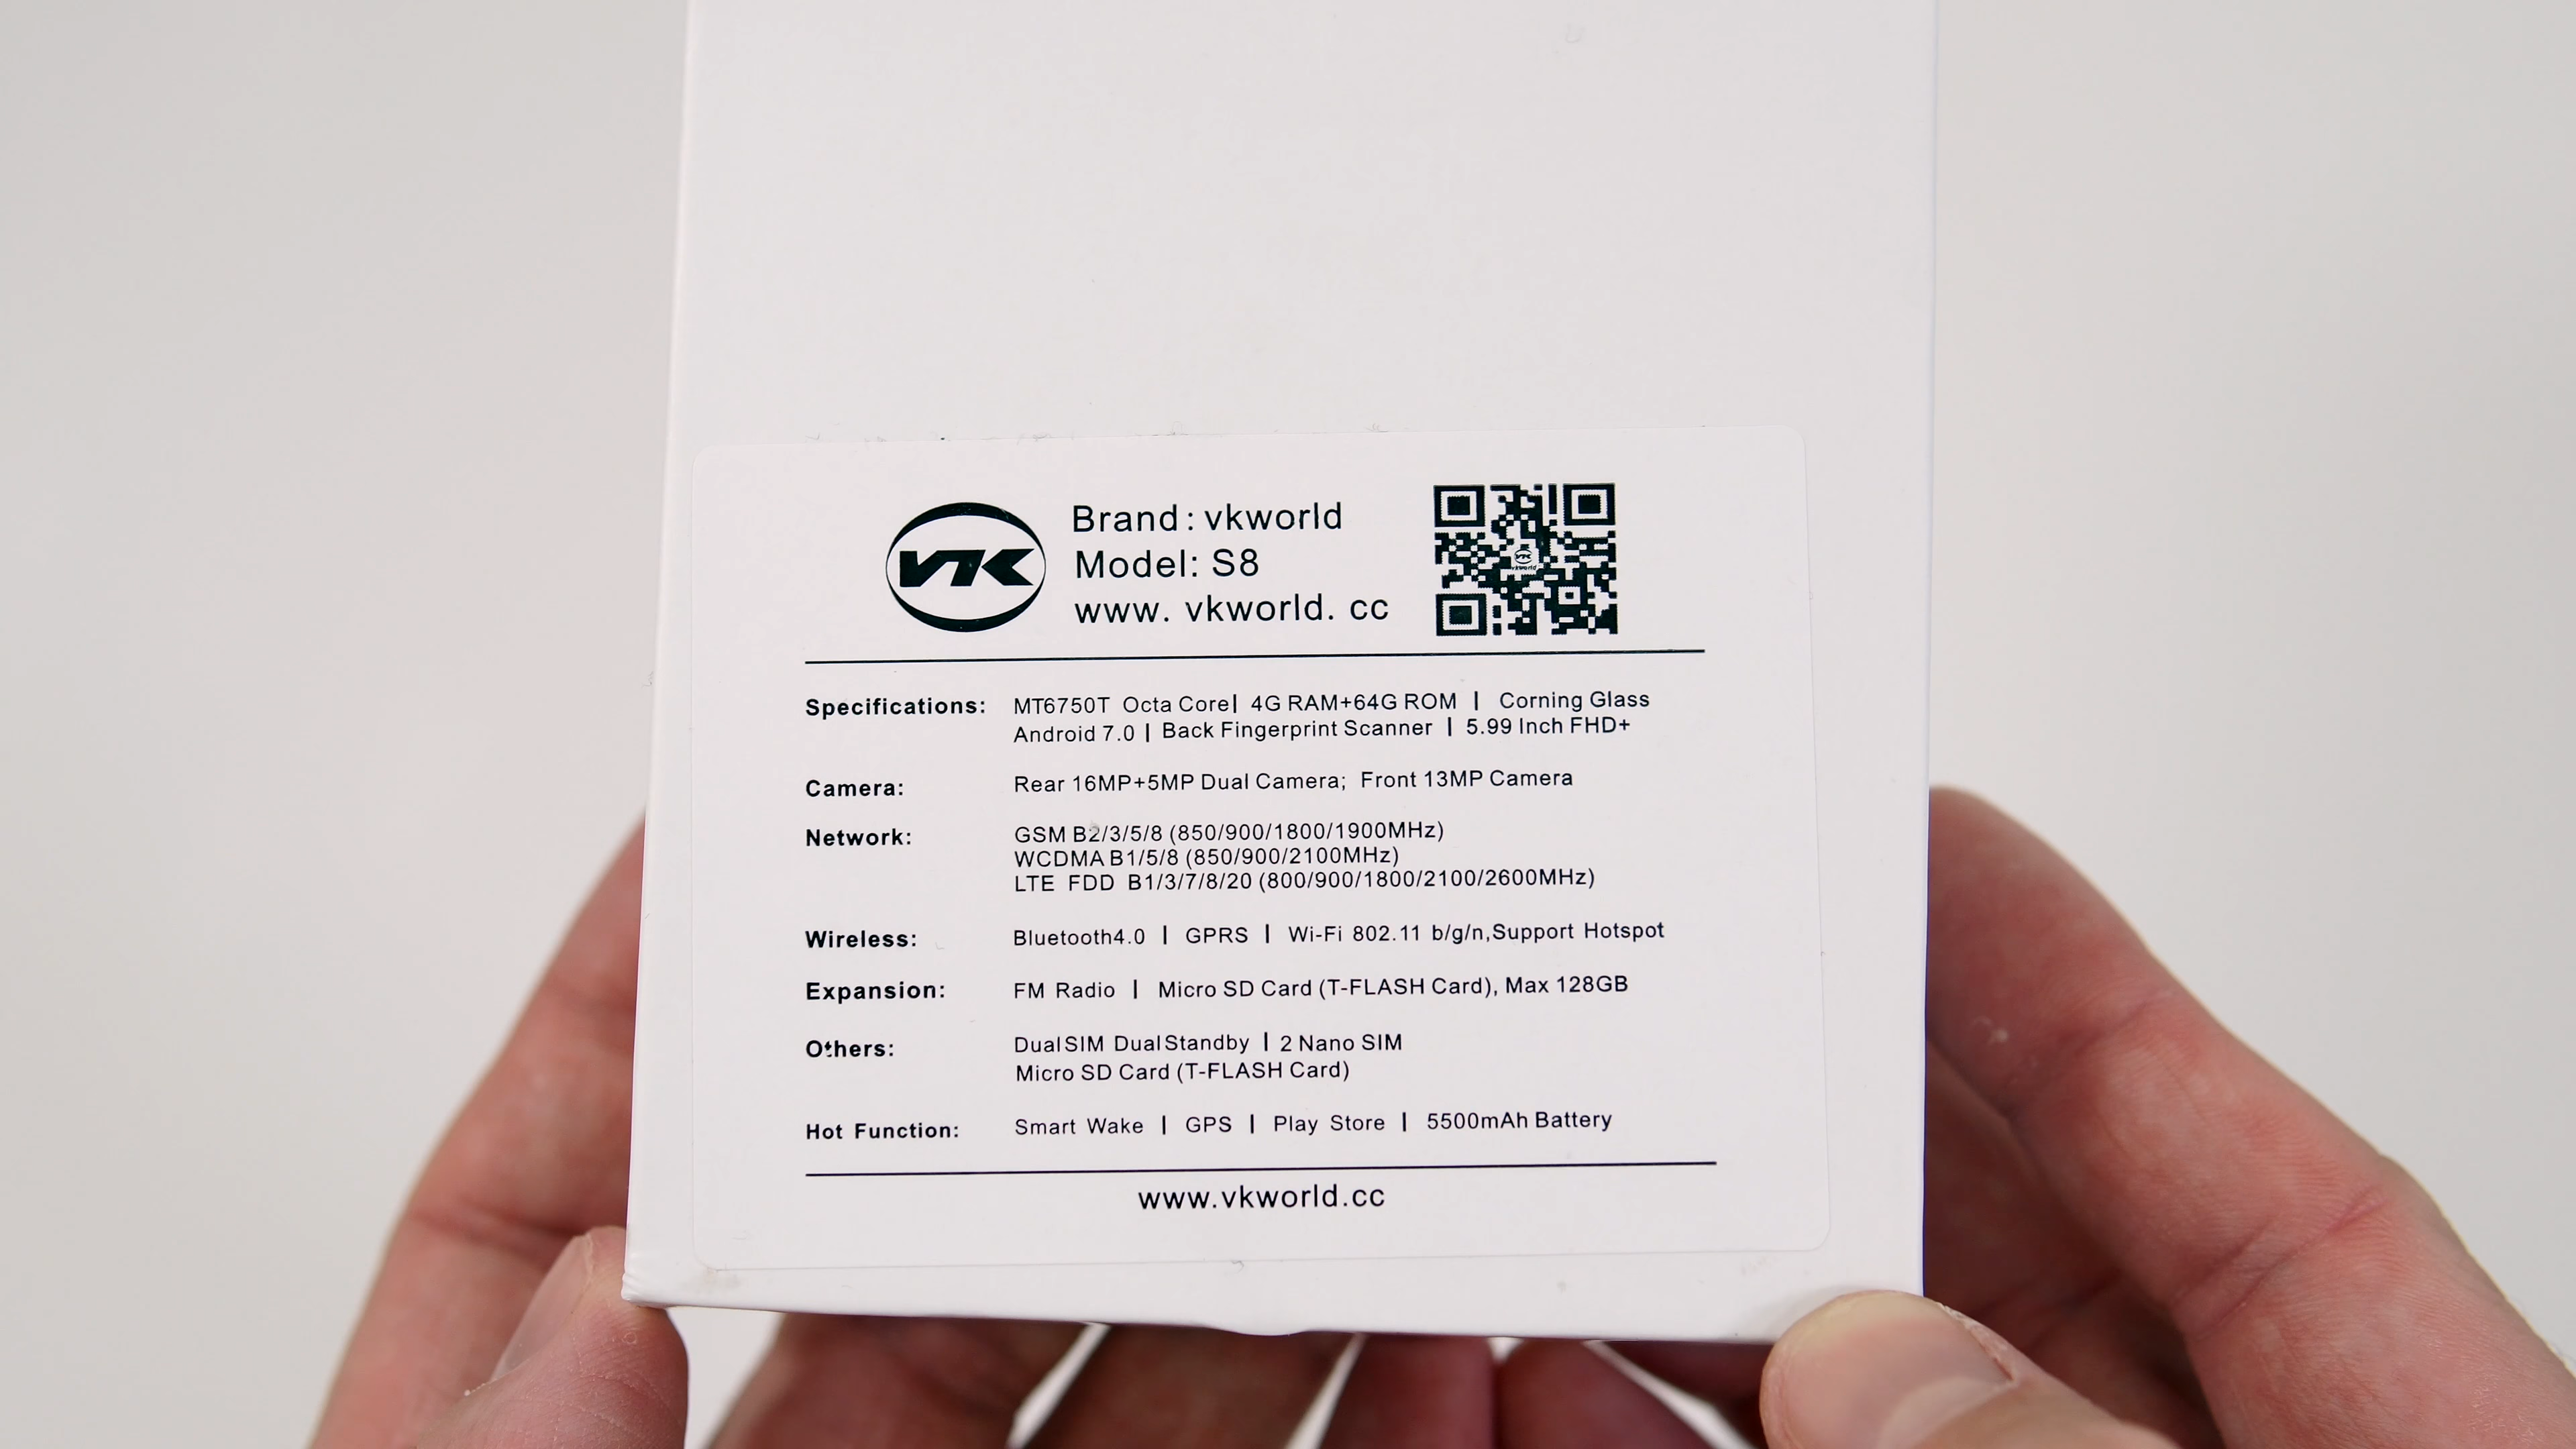 VK
Brand: vkworld
Model: S8
www. vkworld. cc
vkworld
Specifications: MT6750T Octa Core| 4G RAM+64G ROM | Corning Glass
Android 7.0 | Back Fingerprint Scanner | 5.99 Inch FHD+
Camera: Rear 16MP+5MP Dual Camera; Front 13MP Camera
Network: GSM B2/3/5/8 (850/900/1800/1900MHz)
WCDMA B1/5/8 (850/900/2100MHz)
LTE FDD B1/3/7/8/20 (800/900/1800/2100/2600MHz)
Wireless: Bluetooth4.0 | GPRS | Wi-Fi 802.11 b/g/n,Support Hotspot
Expansion: FM Radio | Micro SD Card (T-FLASH Card), Max 128GB
Others: Dual SIM Dual Standby | 2 Nano SIM
Micro SD Card (T-FLASH Card)
Hot Function: Smart Wake | GPS | Play Store | 5500mAh Battery
www.vkworld.cc